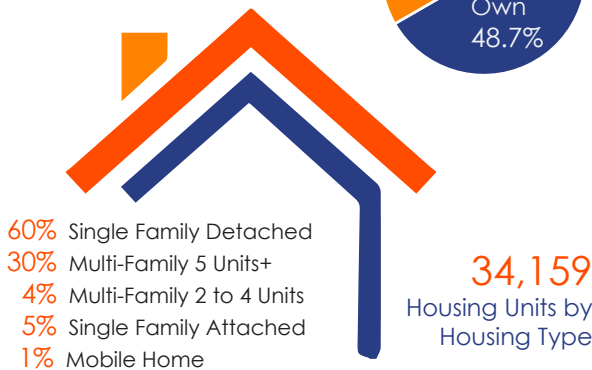 Own
48.7%
60% Single Family Detached
30% Multi-Family 5 Units+
4% Multi-Family 2 to 4 Units
5% Single Family Attached
1% Mobile Home
34,159
Housing Units by
Housing Type